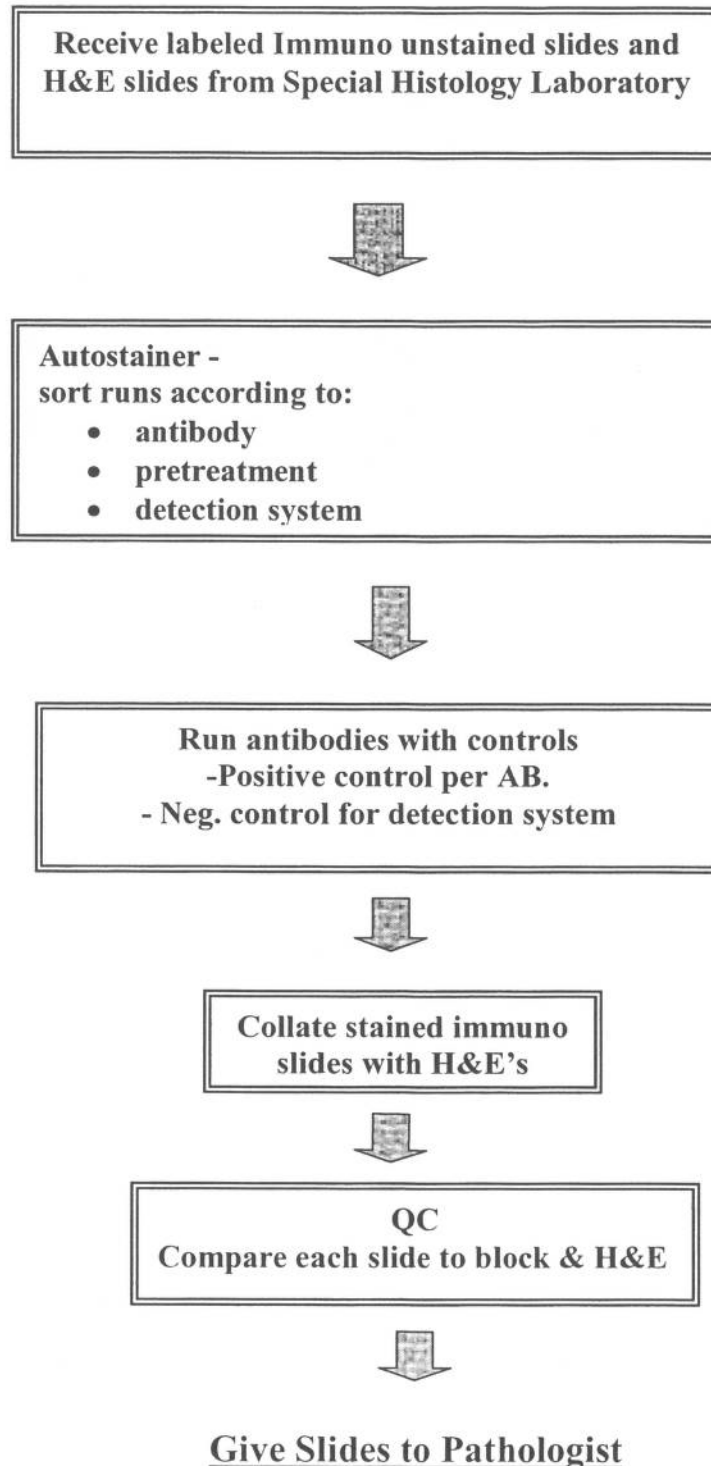 Receive labeled Immuno unstained slides and
H&E slides from Special Histology Laboratory
Autostainer -
sort runs according to:
• antibody
• pretreatment
• detection system
Run antibodies with controls
-Positive control per AB.
- Neg. control for detection system
Collate stained immuno
slides with H&E's
QC
Compare each slide to block & H&E
Give Slides to Pathologist